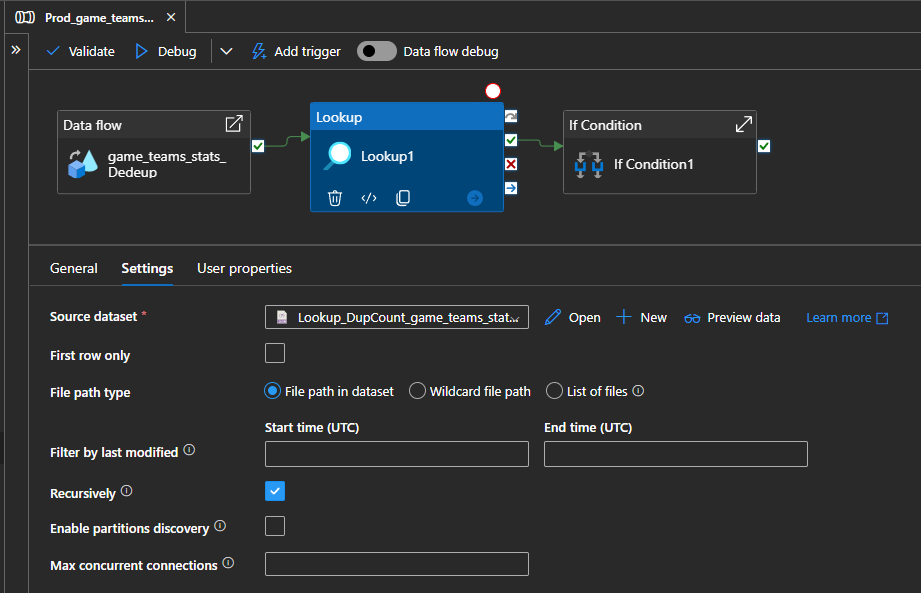 Prod_game_teams...
Validate Debug Add trigger Data flow debug
Data flow
game_teams_stats_
Dedeup
Lookup
Lookup1
If Condition
If Condition1
General Settings User properties
Source dataset *
Lookup_DupCount_game_teams_stat...
Open New Preview data Learn more
First row only
File path type
File path in dataset Wildcard file path List of files
Start time (UTC) End time (UTC)
Filter by last modified
Recursively
Enable partitions discovery
Max concurrent connections